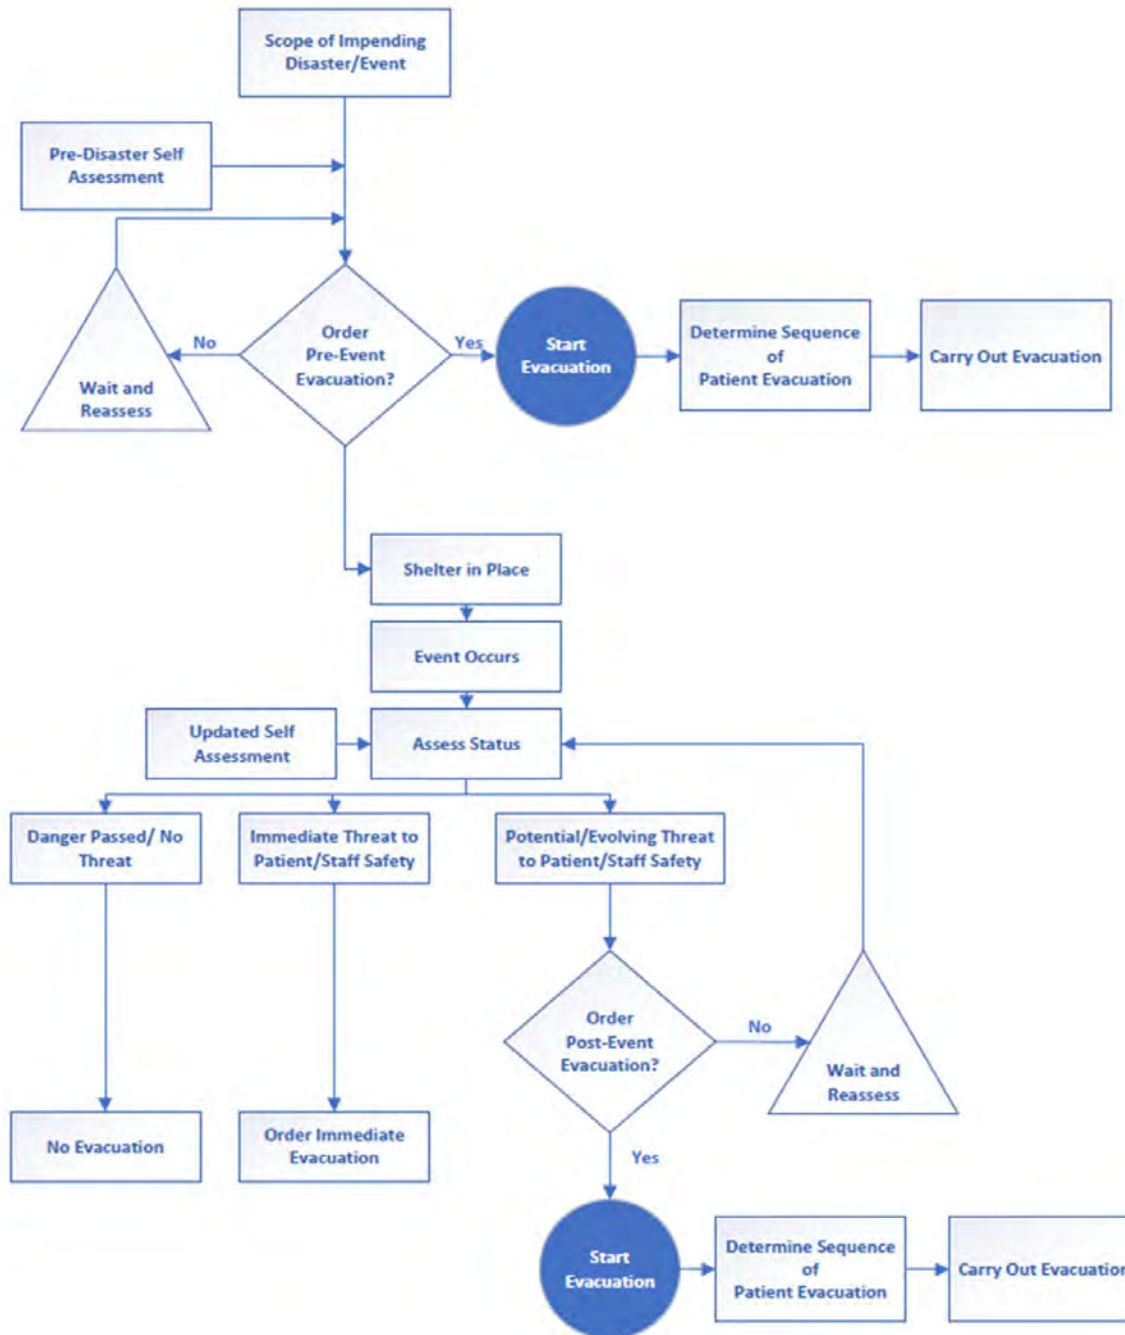 Scope of Impending
Disaster/Event
Pre-Disaster Self
Assessment
No
Order
Pre-Event
Evacuation?
Yes
Start
Evacuation
Determine Sequence
of
Patient Evacuation
Carry Out Evacuation
Wait and
Reassess
Shelter in Place
Event Occurs
Updated Self
Assessment
Assess Status
Danger Passed/ No
Threat
Immediate Threat to
Patient/Staff Safety
Potential/Evolving Threat
to Patient/Staff Safety
Order
Post-Event
Evacuation?
No
Wait and
Reassess
No Evacuation
Order Immediate
Evacuation
Yes
Start
Evacuation
Determine Sequence
of
Patient Evacuation
Carry Out Evacuation